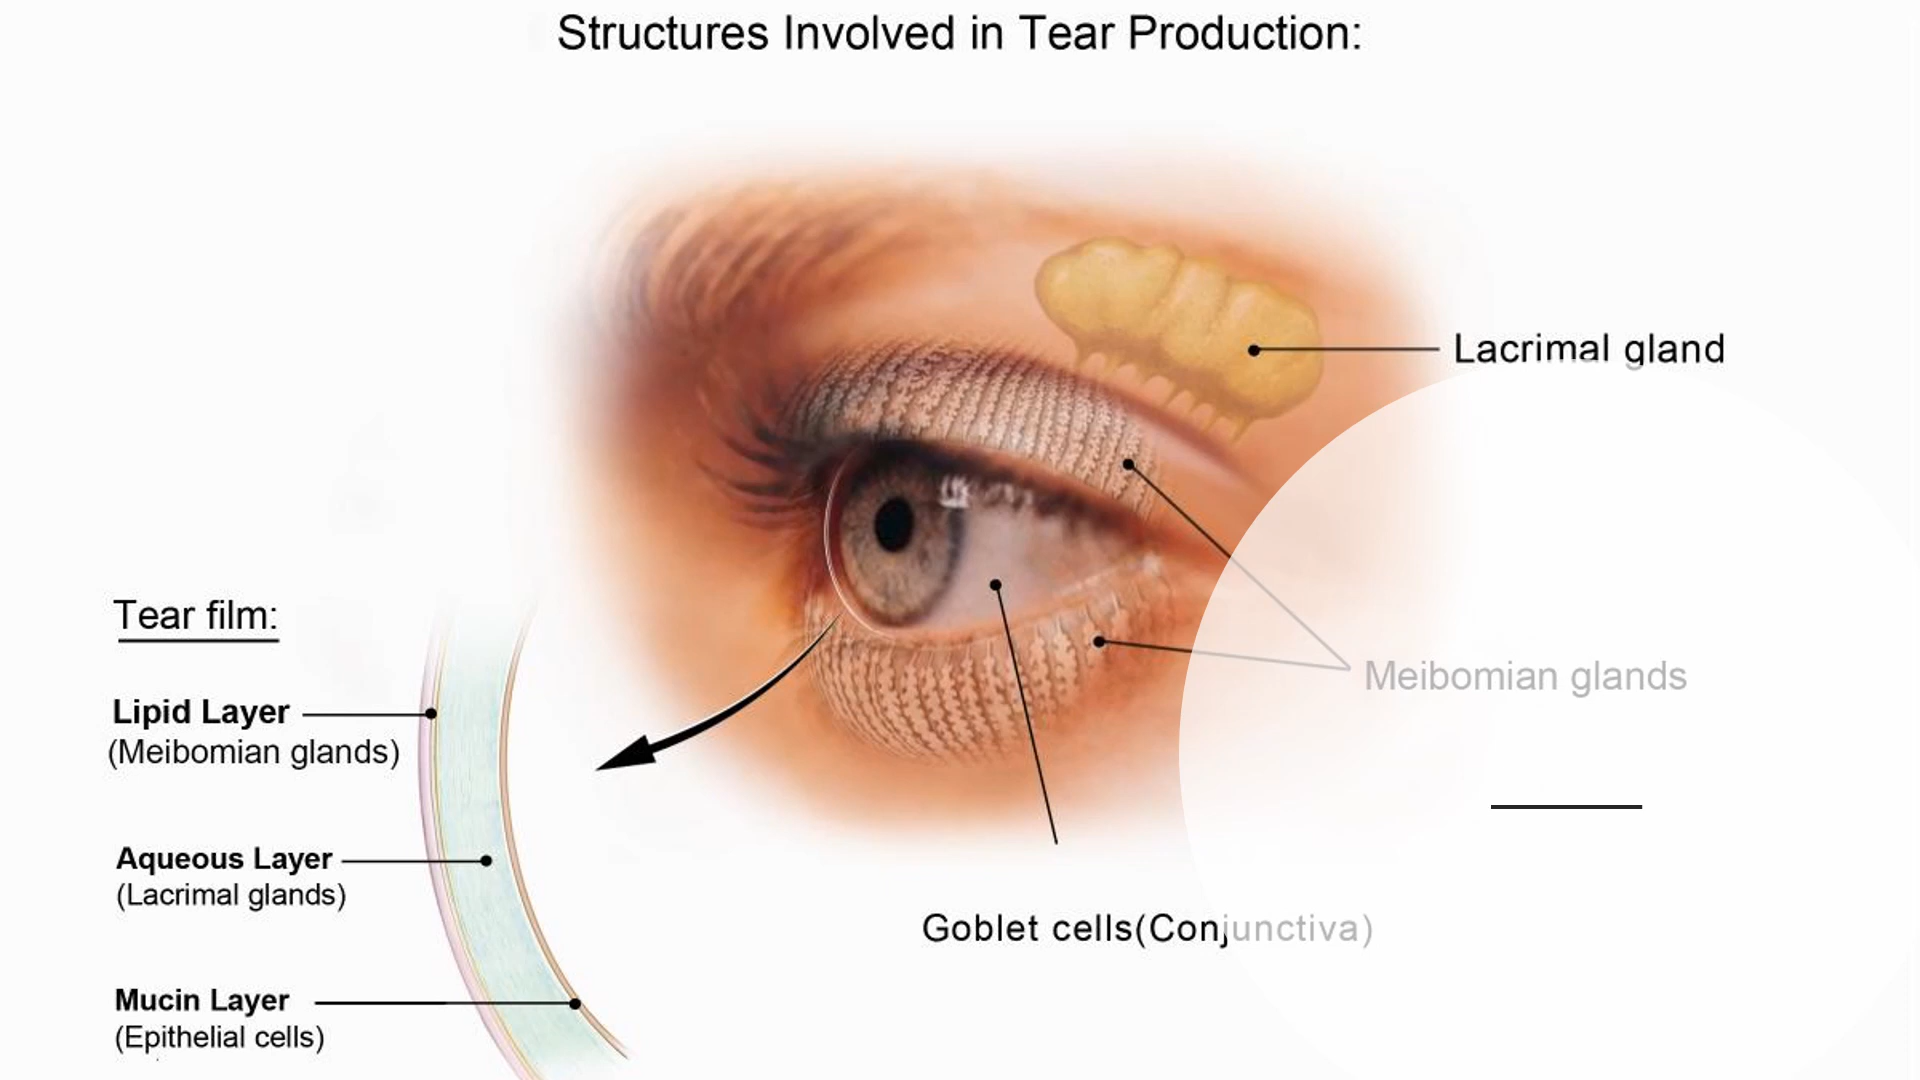 Structures Involved in Tear Production:
Lacrimal gland
Meibomian glands
Goblet cells(Conjunctiva)
Tear film:
Lipid Layer
(Meibomian glands)
Aqueous Layer
(Lacrimal glands)
Mucin Layer
(Epithelial cells)